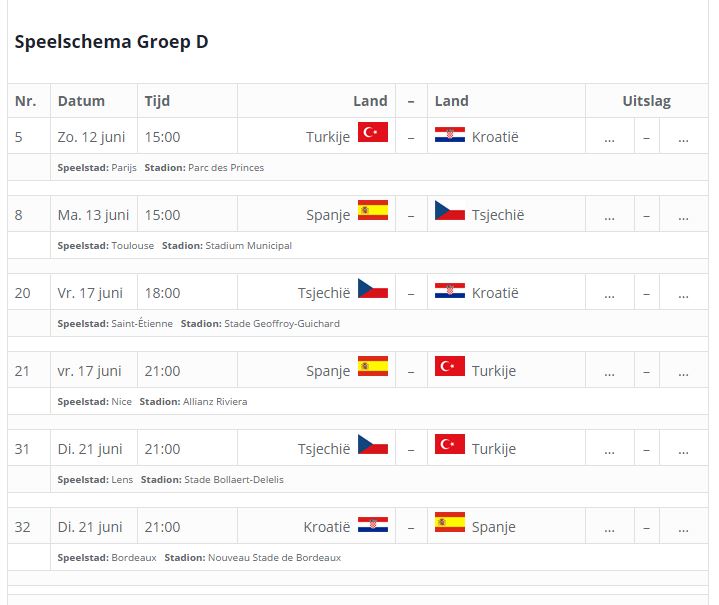 Speelschema Groep D
Nr. Datum Tijd Land – Land Uitslag
5 Zo. 12 juni 15:00 Turkije – Kroatië ... – ...
Speelstad: Parijs Stadion: Parc des Princes
8 Ma. 13 juni 15:00 Spanje – Tsjechië ... – ...
Speelstad: Toulouse Stadion: Stadium Municipal
20 Vr. 17 juni 18:00 Tsjechië – Kroatië ... – ...
Speelstad: Saint-Étienne Stadion: Stade Geoffroy-Guichard
21 vr. 17 juni 21:00 Spanje – Turkije ... – ...
Speelstad: Nice Stadion: Allianz Riviera
31 Di. 21 juni 21:00 Tsjechië – Turkije ... – ...
Speelstad: Lens Stadion: Stade Bollaert-Delelis
32 Di. 21 juni 21:00 Kroatië – Spanje ... – ...
Speelstad: Bordeaux Stadion: Nouveau Stade de Bordeaux